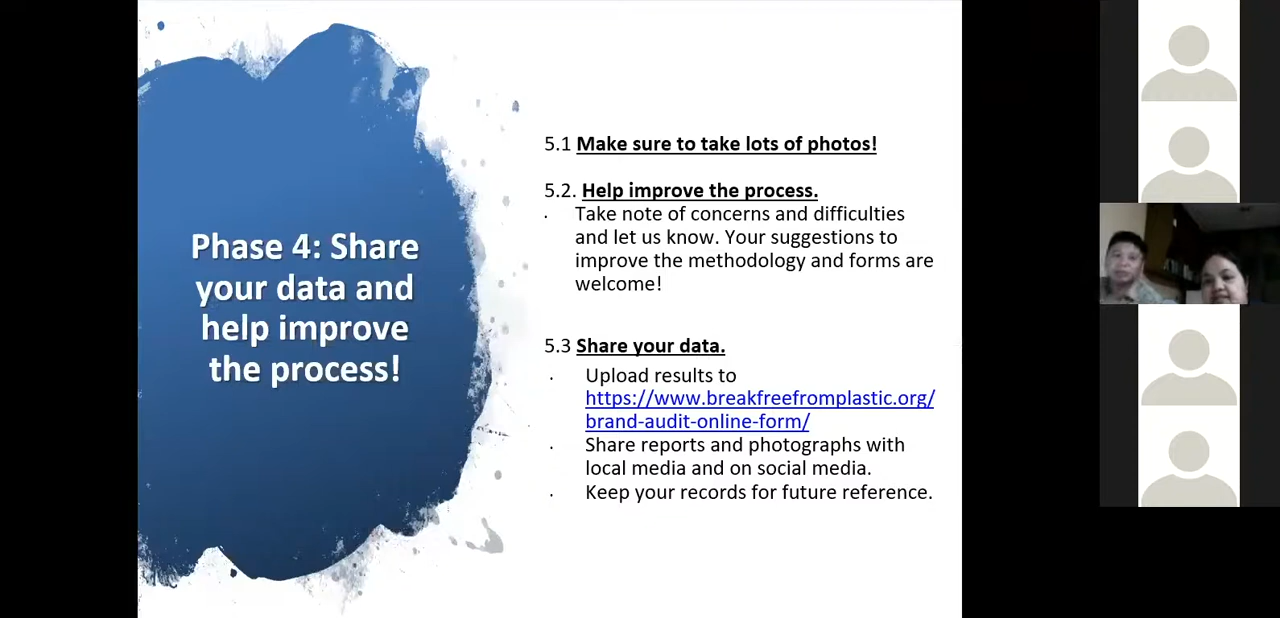 Phase 4: Share
your data and
help improve
the process!
5.1 Make sure to take lots of photos!
5.2. Help improve the process.
· Take note of concerns and difficulties
and let us know. Your suggestions to
improve the methodology and forms are
welcome!
5.3 Share your data.
· Upload results to
https://www.breakfreefromplastic.org/
brand-audit-online-form/
· Share reports and photographs with
local media and on social media.
· Keep your records for future reference.